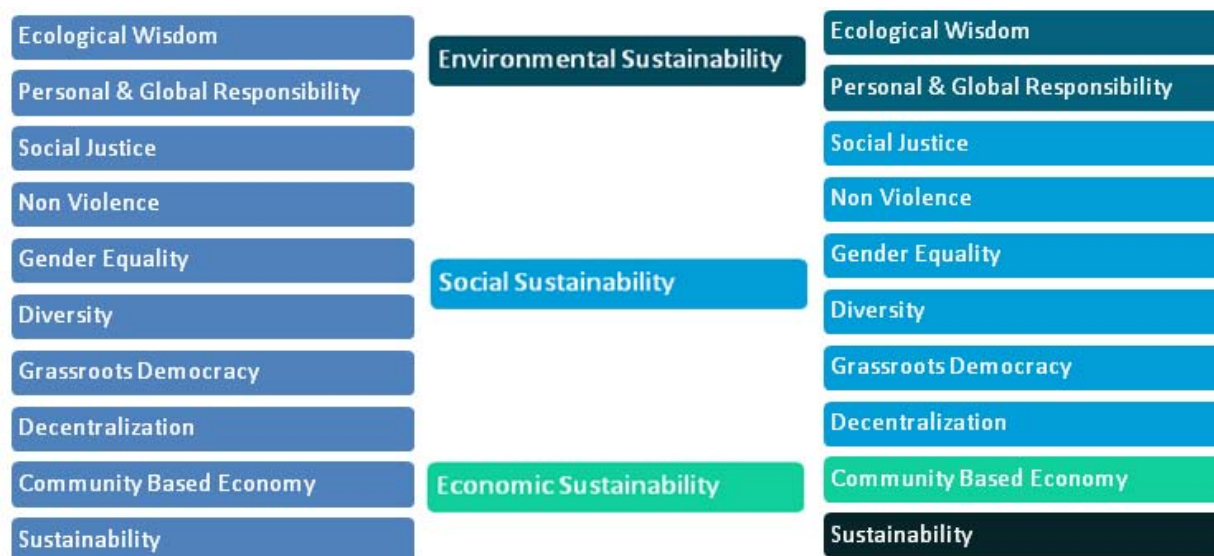 Ecological Wisdom
Personal & Global Responsibility
Social Justice
Non Violence
Gender Equality
Diversity
Grassroots Democracy
Decentralization
Community Based Economy
Sustainability
Environmental Sustainability
Social Sustainability
Economic Sustainability
Ecological Wisdom
Personal & Global Responsibility
Social Justice
Non Violence
Gender Equality
Diversity
Grassroots Democracy
Decentralization
Community Based Economy
Sustainability